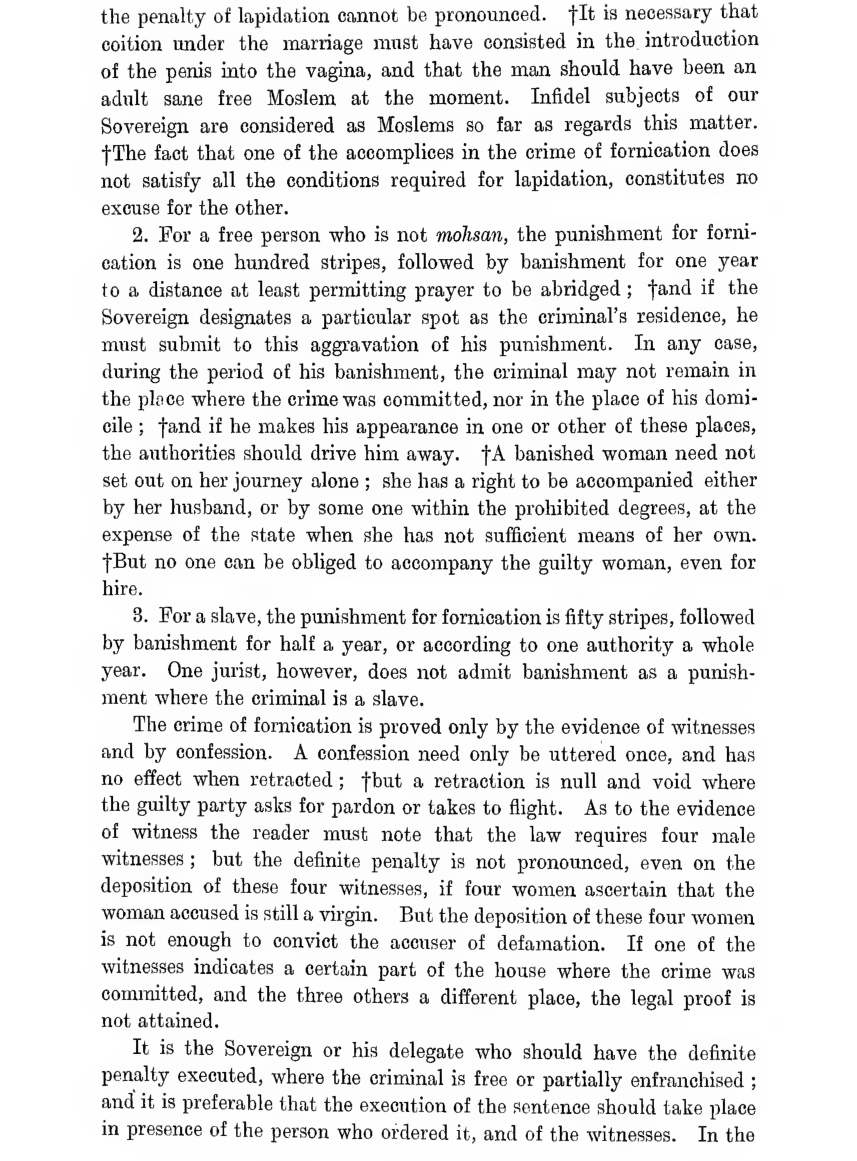 the penalty of lapidation cannot be pronounced. †It is necessary that
coition under the marriage must have consisted in the introduction
of the penis into the vagina, and that the man should have been an
adult sane free Moslem at the moment. Infidel subjects of our
Sovereign are considered as Moslems so far as regards this matter.
†The fact that one of the accomplices in the crime of fornication does
not satisfy all the conditions required for lapidation, constitutes no
excuse for the other.
2. For a free person who is not mohsan, the punishment for forni-
cation is one hundred stripes, followed by banishment for one year
to a distance at least permitting prayer to be abridged ; †and if the
Sovereign designates a particular spot as the criminal's residence, he
must submit to this aggravation of his punishment. In any case,
during the period of his banishment, the criminal may not remain in
the place where the crime was committed, nor in the place of his domi-
cile ; †and if he makes his appearance in one or other of these places,
the authorities should drive him away. †A banished woman need not
set out on her journey alone ; she has a right to be accompanied either
by her husband, or by some one within the prohibited degrees, at the
expense of the state when she has not sufficient means of her own.
†But no one can be obliged to accompany the guilty woman, even for
hire.
3. For a slave, the punishment for fornication is fifty stripes, followed
by banishment for half a year, or according to one authority a whole
year. One jurist, however, does not admit banishment as a punish-
ment where the criminal is a slave.
The crime of fornication is proved only by the evidence of witnesses
and by confession. A confession need only be uttered once, and has
no effect when retracted ; †but a retraction is null and void where
the guilty party asks for pardon or takes to flight. As to the evidence
of witness the reader must note that the law requires four male
witnesses ; but the definite penalty is not pronounced, even on the
deposition of these four witnesses, if four women ascertain that the
woman accused is still a virgin. But the deposition of these four women
is not enough to convict the accuser of defamation. If one of the
witnesses indicates a certain part of the house where the crime was
committed, and the three others a different place, the legal proof is
not attained.
It is the Sovereign or his delegate who should have the definite
penalty executed, where the criminal is free or partially enfranchised ;
and it is preferable that the execution of the sentence should take place
in presence of the person who ordered it, and of the witnesses. In the